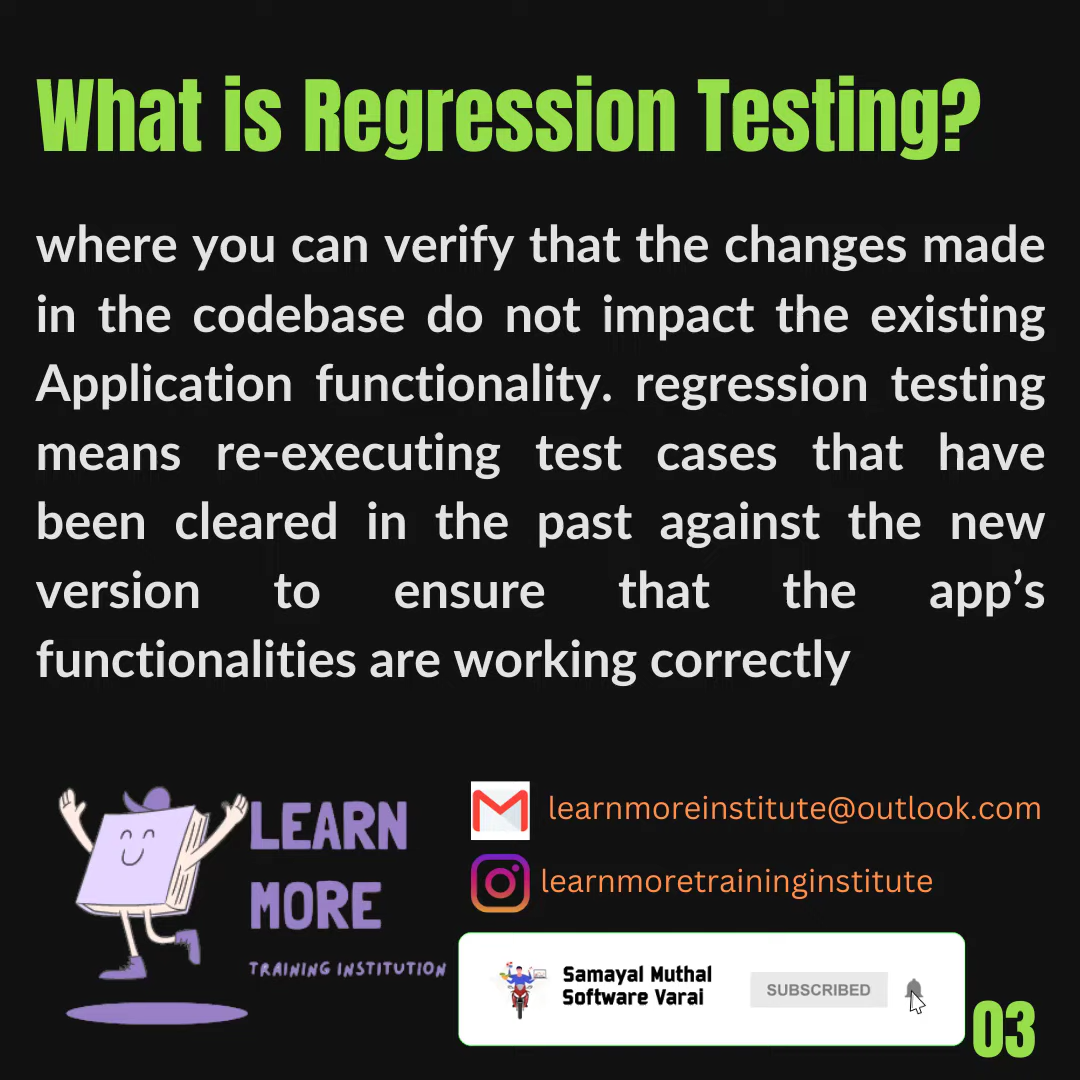 What is Regression Testing?
where you can verify that the changes made
in the codebase do not impact the existing
Application functionality. regression testing
means re-executing test cases that have
been cleared in the past against the new
version to ensure that the app’s
functionalities are working correctly
LEARN
MORE
TRAINING INSTITUTION
learnmoreinstitute@outlook.com
learnmoretraininginstitute
Samayal Muthal
Software Varai
SUBSCRIBED
03